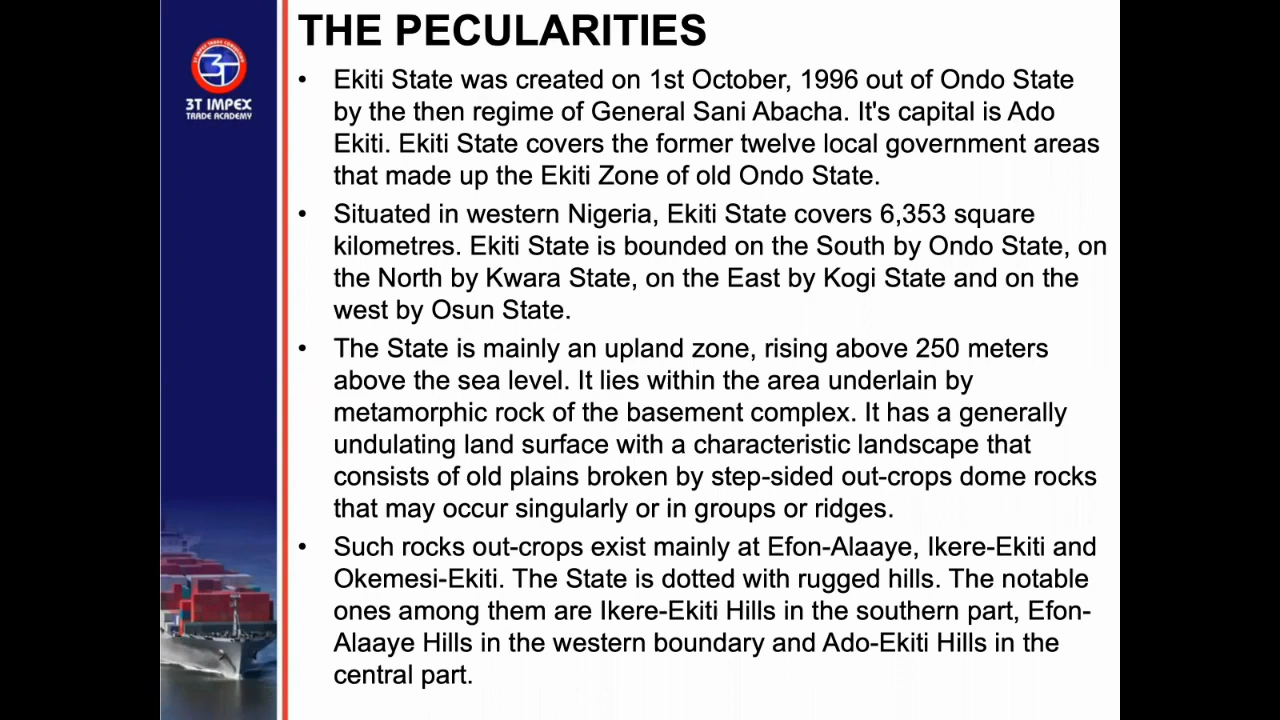 THE PECULARITIES
3T IMPEX
TRADE ACADEMY
• Ekiti State was created on 1st October, 1996 out of Ondo State
by the then regime of General Sani Abacha. It's capital is Ado
Ekiti. Ekiti State covers the former twelve local government areas
that made up the Ekiti Zone of old Ondo State.
• Situated in western Nigeria, Ekiti State covers 6,353 square
kilometres. Ekiti State is bounded on the South by Ondo State, on
the North by Kwara State, on the East by Kogi State and on the
west by Osun State.
• The State is mainly an upland zone, rising above 250 meters
above the sea level. It lies within the area underlain by
metamorphic rock of the basement complex. It has a generally
undulating land surface with a characteristic landscape that
consists of old plains broken by step-sided out-crops dome rocks
that may occur singularly or in groups or ridges.
• Such rocks out-crops exist mainly at Efon-Alaaye, Ikere-Ekiti and
Okemesi-Ekiti. The State is dotted with rugged hills. The notable
ones among them are Ikere-Ekiti Hills in the southern part, Efon-
Alaaye Hills in the western boundary and Ado-Ekiti Hills in the
central part.